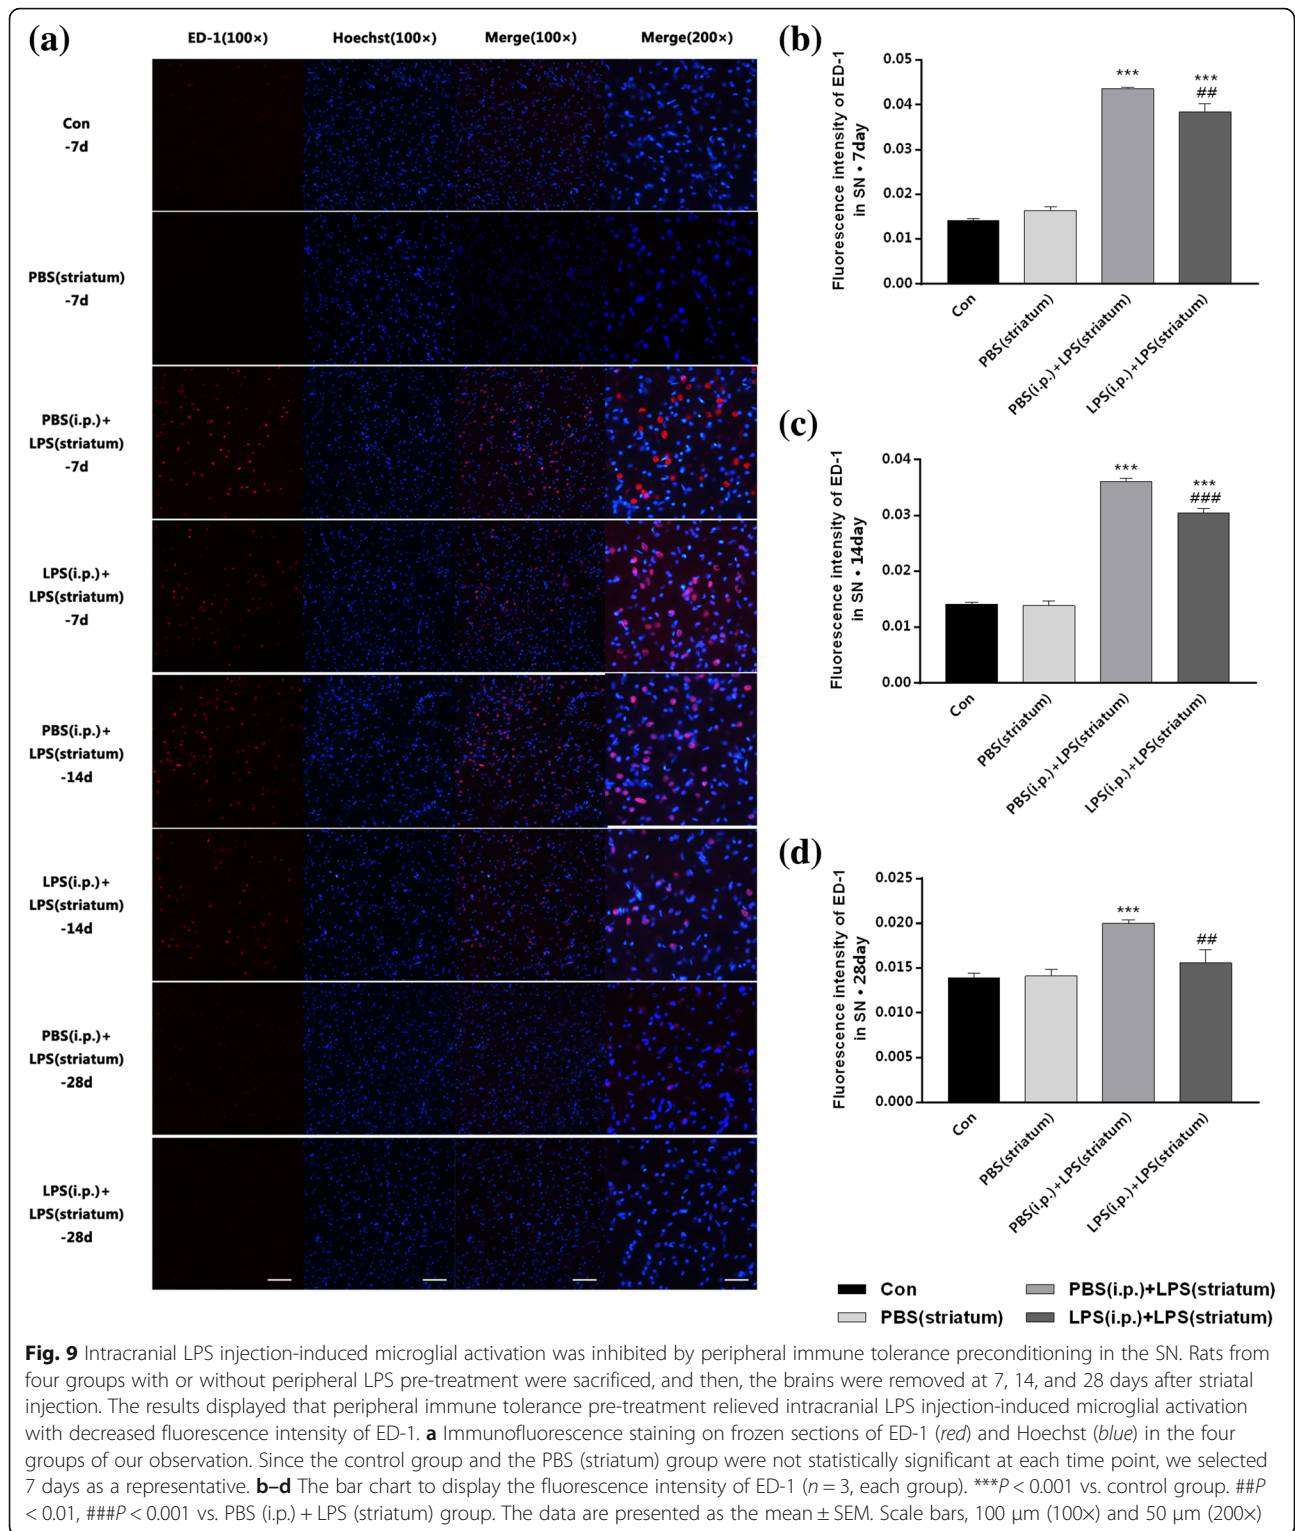 (a)
ED-1(100×) Hoechst(100×) Merge(100×) Merge(200×)
Con
-7d
PBS(striatum)
-7d
PBS(i.p.)+
LPS(striatum)
-7d
LPS(i.p.)+
LPS(striatum)
-7d
PBS(i.p.)+
LPS(striatum)
-14d
LPS(i.p.)+
LPS(striatum)
-14d
PBS(i.p.)+
LPS(striatum)
-28d
LPS(i.p.)+
LPS(striatum)
-28d
(b)
Fluorescence intensity of ED-1
in SN • 7day
0.05
0.04
0.03
0.02
0.01
0.00
***
***
##
Con
PBS(striatum)
PBS(i.p.)+LPS(striatum)
LPS(i.p.)+LPS(striatum)
(c)
Fluorescence intensity of ED-1
in SN • 14day
0.04
0.03
0.02
0.01
0.00
***
***
###
Con
PBS(striatum)
PBS(i.p.)+LPS(striatum)
LPS(i.p.)+LPS(striatum)
(d)
Fluorescence intensity of ED-1
in SN • 28day
0.025
0.020
0.015
0.010
0.005
0.000
***
##
Con
PBS(striatum)
PBS(i.p.)+LPS(striatum)
LPS(i.p.)+LPS(striatum)
Con PBS(i.p.)+LPS(striatum)
PBS(striatum) LPS(i.p.)+LPS(striatum)
Fig. 9 Intracranial LPS injection-induced microglial activation was inhibited by peripheral immune tolerance preconditioning in the SN. Rats from
four groups with or without peripheral LPS pre-treatment were sacrificed, and then, the brains were removed at 7, 14, and 28 days after striatal
injection. The results displayed that peripheral immune tolerance pre-treatment relieved intracranial LPS injection-induced microglial activation
with decreased fluorescence intensity of ED-1. a Immunofluorescence staining on frozen sections of ED-1 (red) and Hoechst (blue) in the four
groups of our observation. Since the control group and the PBS (striatum) group were not statistically significant at each time point, we selected
7 days as a representative. b–d The bar chart to display the fluorescence intensity of ED-1 (n = 3, each group). ***P < 0.001 vs. control group. ##P
< 0.01, ###P < 0.001 vs. PBS (i.p.) + LPS (striatum) group. The data are presented as the mean ± SEM. Scale bars, 100 μm (100×) and 50 μm (200×)